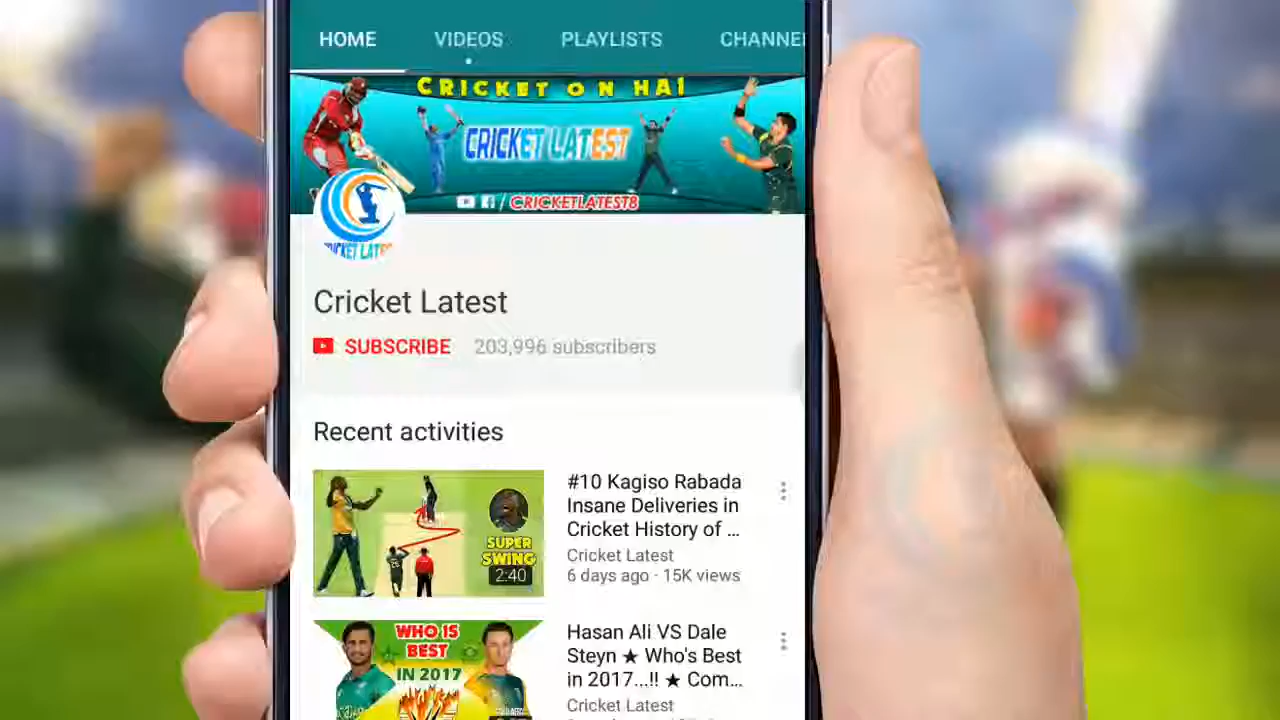 HOME VIDEOS PLAYLISTS CHANNE
CRICKET ON HAI
CRICKET LATEST
/CRICKETLATEST8
CRICKET LATEST
Cricket Latest
SUBSCRIBE 203,996 subscribers
Recent activities
#10 Kagiso Rabada
Insane Deliveries in
Cricket History of ...
Cricket Latest
6 days ago · 15K views
SUPER
SWING
2:40
Hasan Ali VS Dale
Steyn ★ Who's Best
in 2017...!! ★ Com...
Cricket Latest
WHO IS
BEST
IN 2017